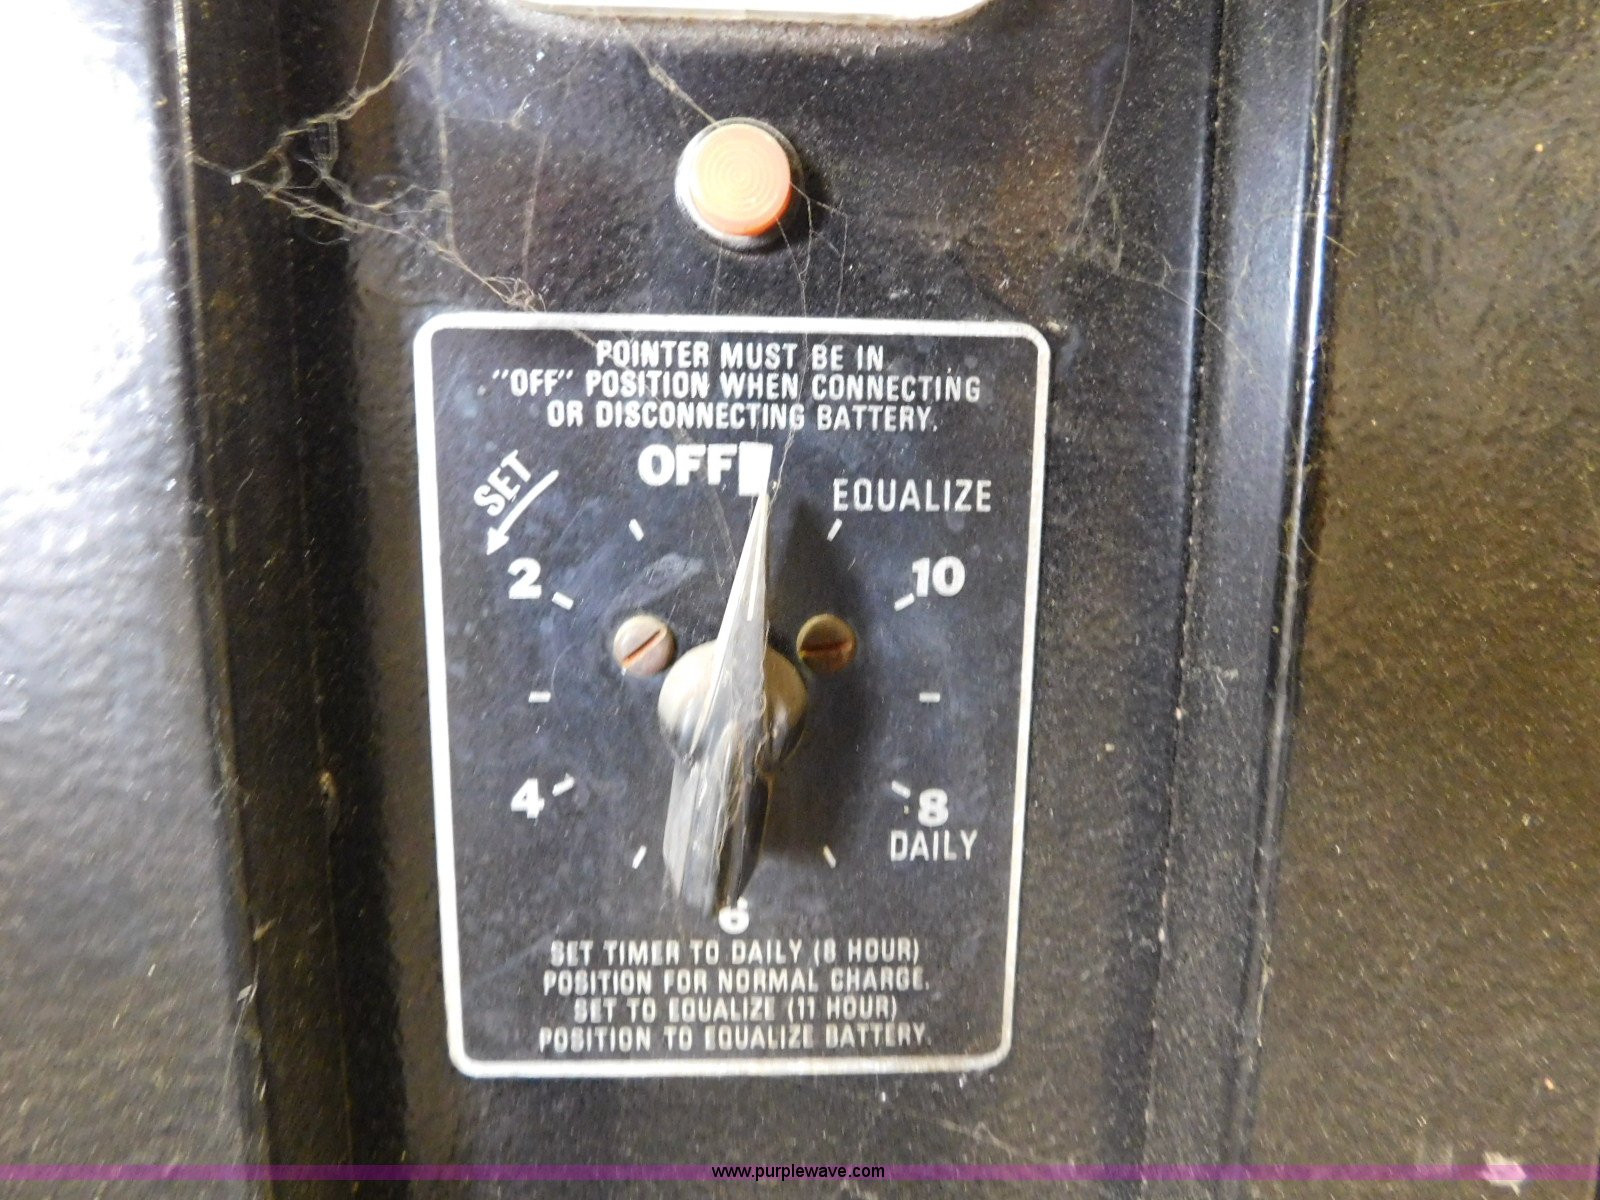 POINTER MUST BE IN
"OFF" POSITION WHEN CONNECTING
OR DISCONNECTING BATTERY.
OFF
SET
EQUALIZE
2
10
4
8
DAILY
6
SET TIMER TO DAILY (8 HOUR)
POSITION FOR NORMAL CHARGE.
SET TO EQUALIZE (11 HOUR)
POSITION TO EQUALIZE BATTERY.
www.purplewave.com